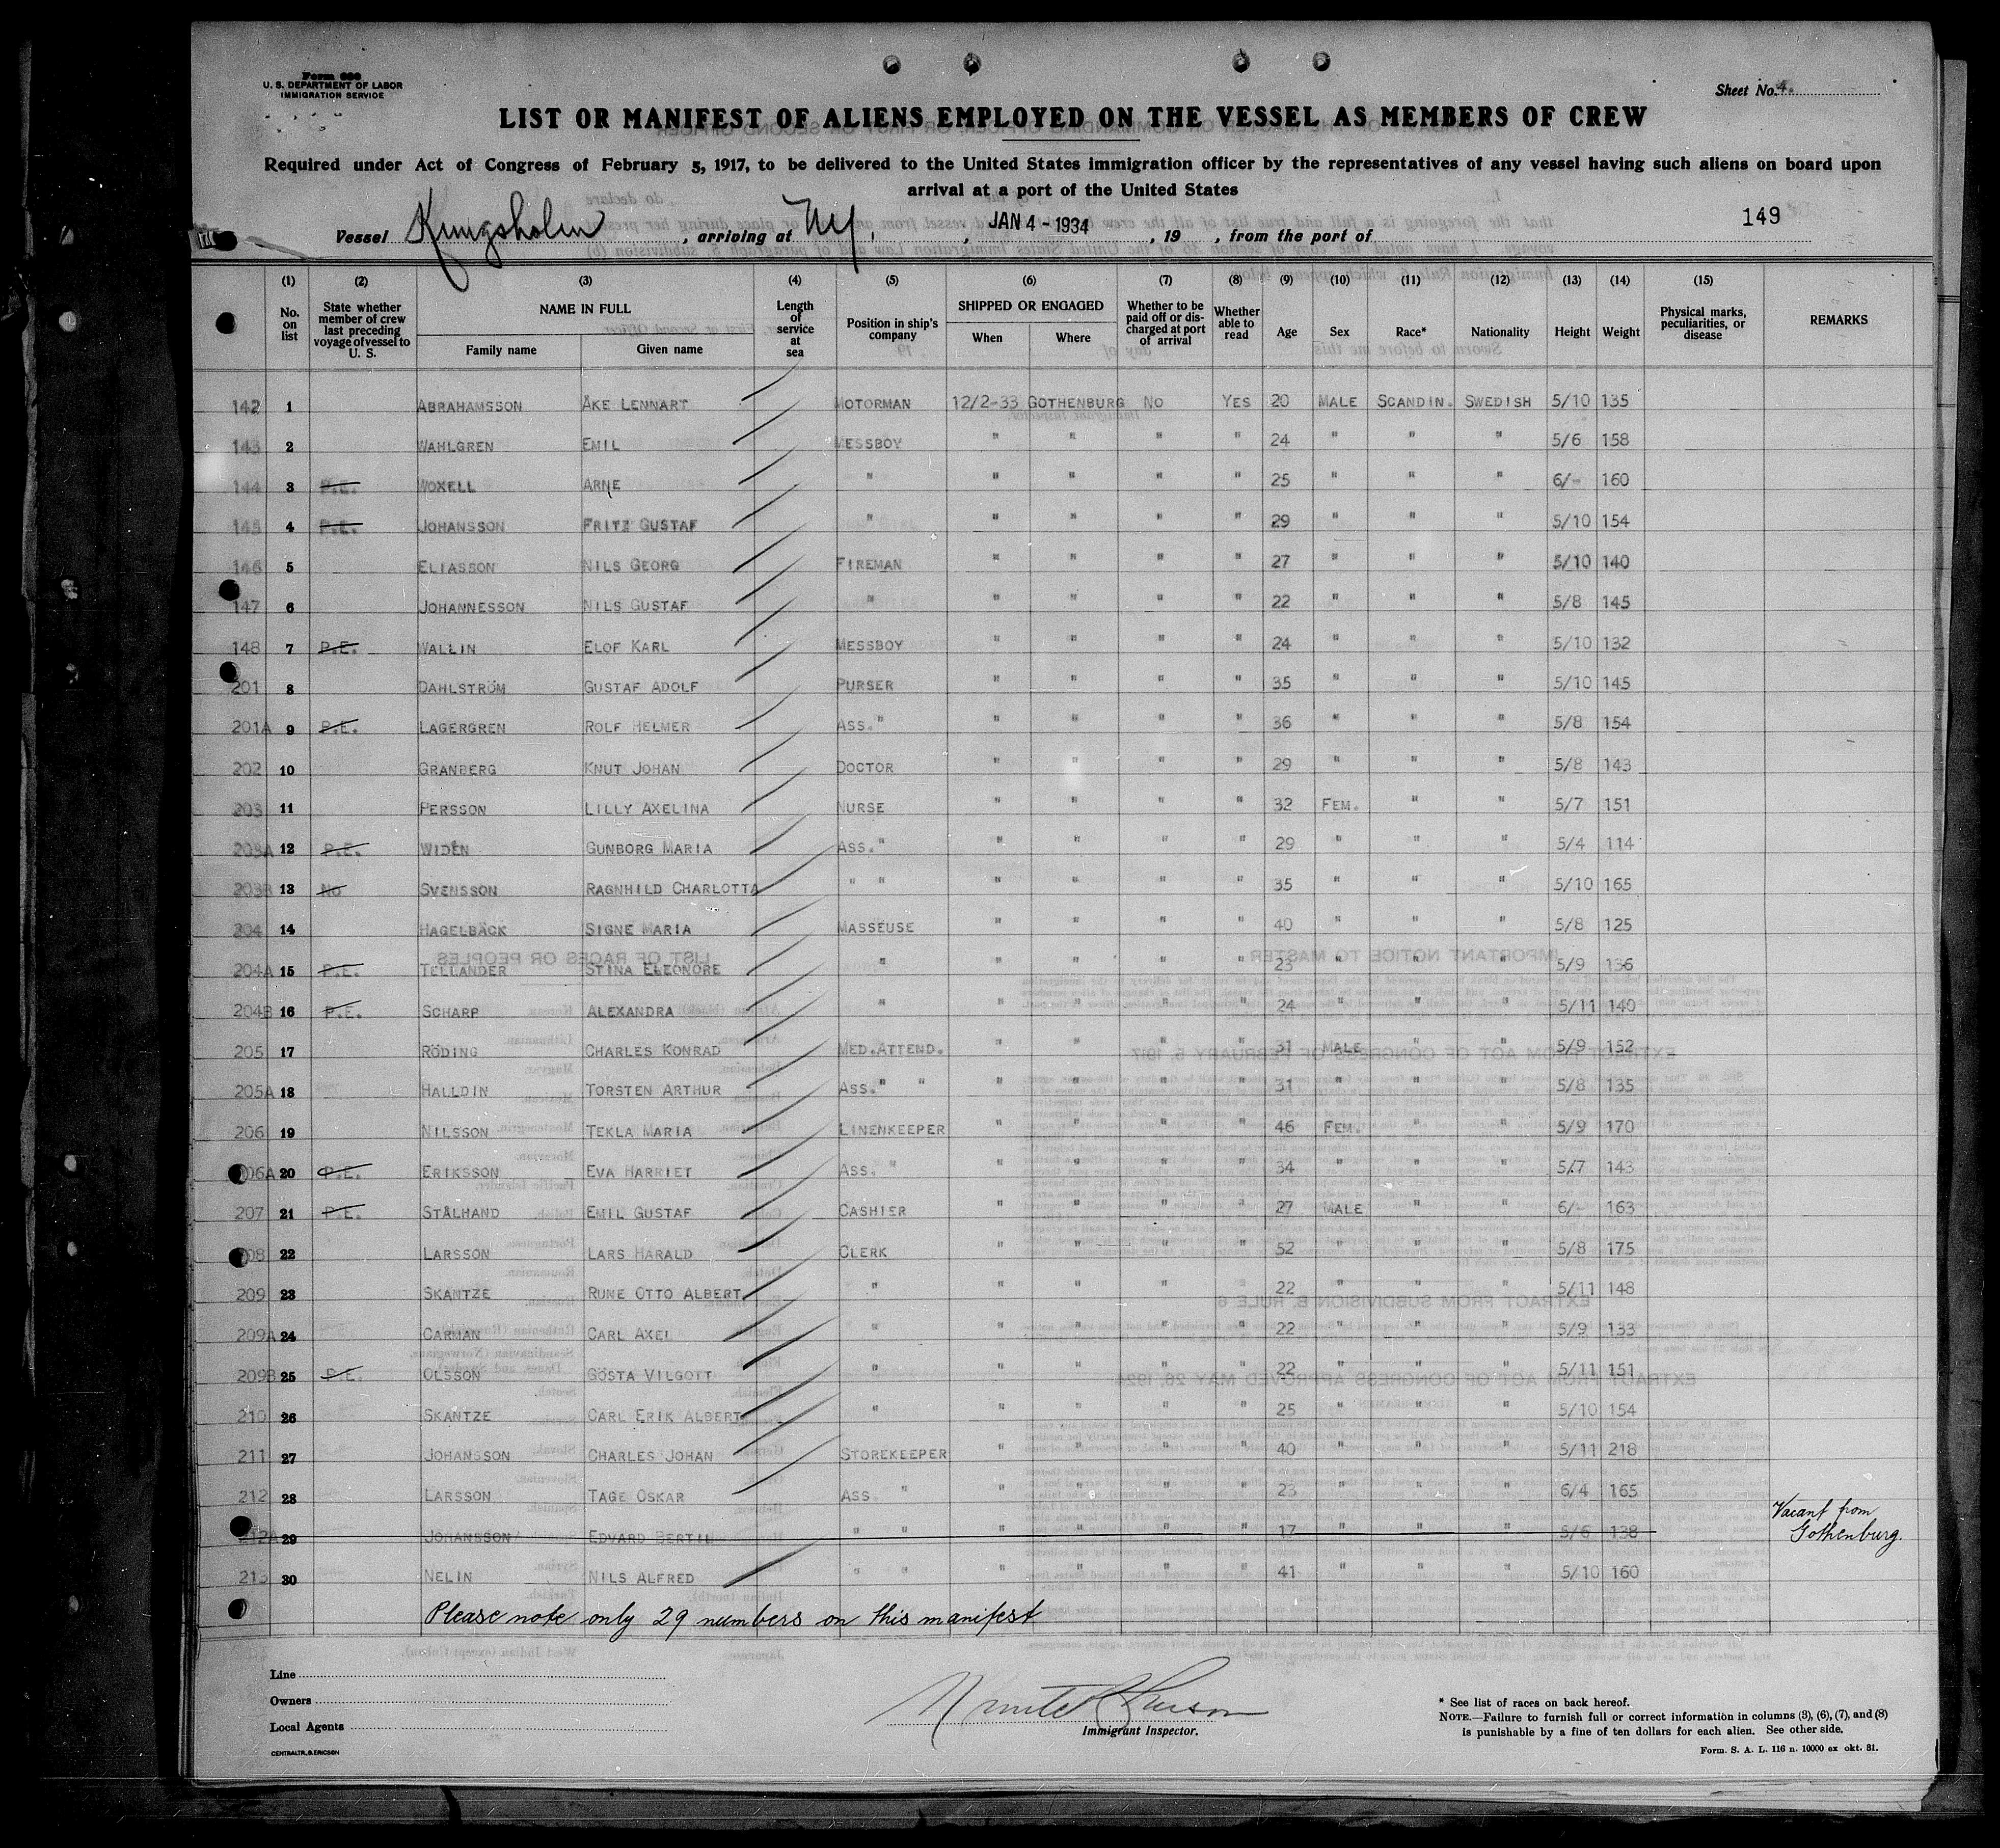 Form 680
U. S. DEPARTMENT OF LABOR
IMMIGRATION SERVICE
Sheet No. 4.
LIST OR MANIFEST OF ALIENS EMPLOYED ON THE VESSEL AS MEMBERS OF CREW
Required under Act of Congress of February 5, 1917, to be delivered to the United States immigration officer by the representatives of any vessel having such aliens on board upon
arrival at a port of the United States
149
Vessel Kungsholm, arriving at NY., JAN 4 - 1934, 19 , from the port of
(1) (2) (3) (4) (5) (6) (7) (8) (9) (10) (11) (12) (13) (14) (15)
No. on list State whether member of crew last preceding voyage of vessel to U. S. NAME IN FULL Family name Given name Length of service at sea Position in ship's company SHIPPED OR ENGAGED When Where Whether to be paid off or discharged at port of arrival Whether able to read Age Sex Race* Nationality Height Weight Physical marks, peculiarities, or disease REMARKS
142 1 ABRAHAMSSON ÅKE LENNART MOTORMAN 12/2-33 GOTHENBURG NO YES 20 MALE SCANDIN. SWEDISH 5/10 135
143 2 WAHLGREN EMIL MESSBOY " " " " 24 " " " 5/6 158
144 3 P.E. WOXELL ARNE " " " " " 25 " " " 6/- 160
145 4 P.E. JOHANSSON FRITZ GUSTAF " " " " " 29 " " " 5/10 154
146 5 ELIASSON NILS GEORG FIREMAN " " " " 27 " " " 5/10 140
147 6 JOHANNESSON NILS GUSTAF " " " " " 22 " " " 5/8 145
148 7 P.E. WALLIN ELOF KARL MESSBOY " " " " 24 " " " 5/10 132
201 8 DAHLSTRÖM GUSTAF ADOLF PURSER " " " " 35 " " " 5/10 145
201A 9 P.E. LAGERGREN ROLF HELMER ASS. " " " " " 36 " " " 5/8 154
202 10 GRANBERG KNUT JOHAN DOCTOR " " " " 29 " " " 5/8 143
203 11 PERSSON LILLY AXELINA NURSE " " " " 32 FEM. " " 5/7 151
203A 12 P.E. WIDÉN GUNBORG MARIA ASS. " " " " " 29 " " " 5/4 114
203B 13 NO SVENSSON RAGNHILD CHARLOTTA " " " " " " 35 " " " 5/10 165
204 14 HAGELBÄCK SIGNE MARIA MASSEUSE " " " " 40 " " " 5/8 125
204A 15 P.E. TELLANDER STINA ELEONORE " " " " " 23 " " " 5/9 136
204B 16 P.E. SCHARP ALEXANDRA " " " " " 24 " " " 5/11 140
205 17 RÖDING CHARLES KONRAD MED.ATTEND. " " " " 31 MALE " " 5/9 152
205A 18 HALLDIN TORSTEN ARTHUR ASS. " " " " " " 31 " " " 5/8 135
206 19 NILSSON TEKLA MARIA LINENKEEPER " " " " 46 FEM. " " 5/9 170
206A 20 P.E. ERIKSSON EVA HARRIET ASS. " " " " " 34 " " " 5/7 143
207 21 P.E. STÅLHAND EMIL GUSTAF CASHIER " " " " 27 MALE " " 6/- 163
208 22 LARSSON LARS HARALD CLERK " " " " 52 " " " 5/8 175
209 23 SKANTZE RUNE OTTO ALBERT " " " " " 22 " " " 5/11 148
209A 24 CARMAN CARL AXEL " " " " " 22 " " " 5/9 133
209B 25 P.E. OLSSON GÖSTA VILGOTT " " " " " 22 " " " 5/11 151
210 26 SKANTZE CARL ERIK ALBERT " " " " " 25 " " " 5/10 154
211 27 JOHANSSON CHARLES JOHAN STOREKEEPER " " " " 40 " " " 5/11 218
212 28 LARSSON TAGE OSKAR ASS. " " " " " 23 " " " 6/4 165
212A 29 JOHANSSON EDVARD BERTIL " " " " " " 17 " " " 5/6 138 Vacant from Gothenburg.
213 30 NELIN NILS ALFRED " " " " " " 41 " " " 5/10 160
Please note only 29 numbers on this manifest
Line
Owners
Local Agents
CENTRALTR., G. ERICSON
Immigrant Inspector.
* See list of races on back hereof.
NOTE.—Failure to furnish full or correct information in columns (3), (6), (7), and (8)
is punishable by a fine of ten dollars for each alien. See other side.
Form. S. A. L. 116 n. 10000 ex okt. 31.